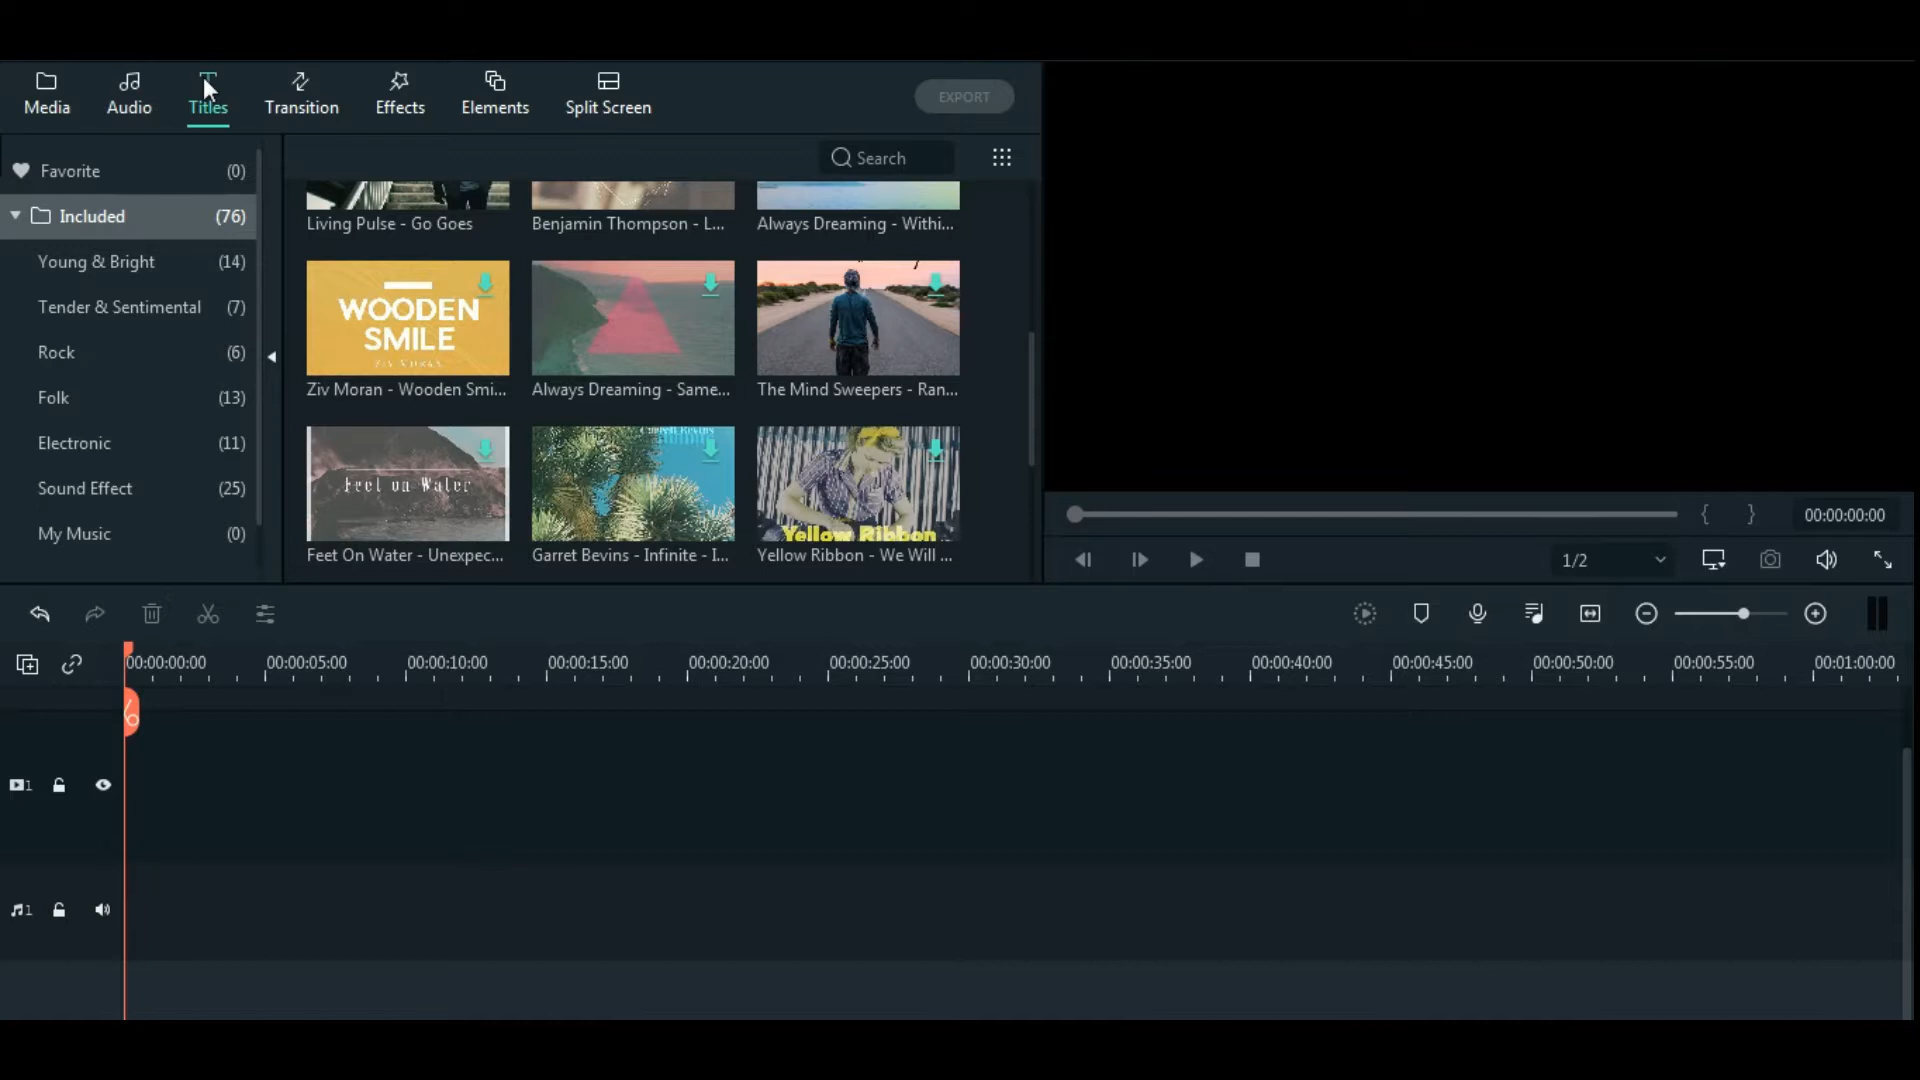 Media
Audio
Titles
Transition
Effects
Elements
Split Screen
EXPORT
Favorite (0)
Included (76)
Young & Bright (14)
Tender & Sentimental (7)
Rock (6)
Folk (13)
Electronic (11)
Sound Effect (25)
My Music (0)
Search
Living Pulse - Go Goes
Benjamin Thompson - L...
Always Dreaming - Withi...
WOODEN
SMILE
ZIV MORAN
Ziv Moran - Wooden Smi...
Always Dreaming - Same...
The Mind Sweepers - Ran...
Feet on Water
Garrett Bevins
Yellow Ribbon
Feet On Water - Unexpec...
Garret Bevins - Infinite - I...
Yellow Ribbon - We Will ...
{ }
00:00:00:00
1/2
00:00:00:00 00:00:05:00 00:00:10:00 00:00:15:00 00:00:20:00 00:00:25:00 00:00:30:00 00:00:35:00 00:00:40:00 00:00:45:00 00:00:50:00 00:00:55:00 00:01:00:00
1
1